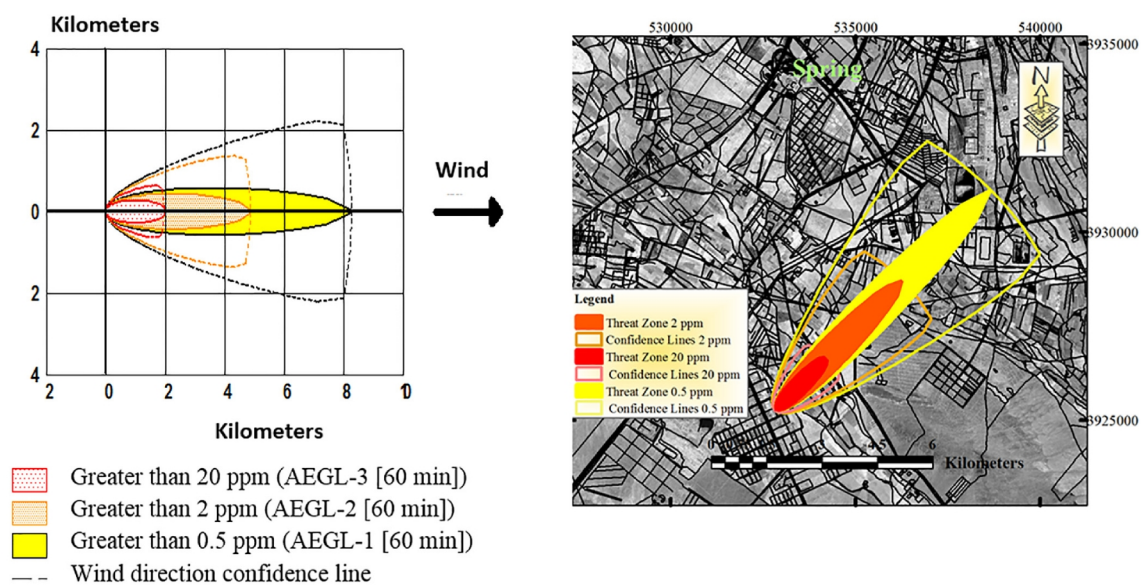 Kilometers
4
2
0
2
4
2 0 2 4 6 8 10
Kilometers
Wind
Greater than 20 ppm (AEGL-3 [60 min])
Greater than 2 ppm (AEGL-2 [60 min])
Greater than 0.5 ppm (AEGL-1 [60 min])
Wind direction confidence line
530000 535000 540000
3935000
3930000
3925000
Spring
N
Legend
Threat Zone 2 ppm
Confidence Lines 2 ppm
Threat Zone 20 ppm
Confidence Lines 20 ppm
Threat Zone 0.5 ppm
Confidence Lines 0.5 ppm
4.5 6
Kilometers